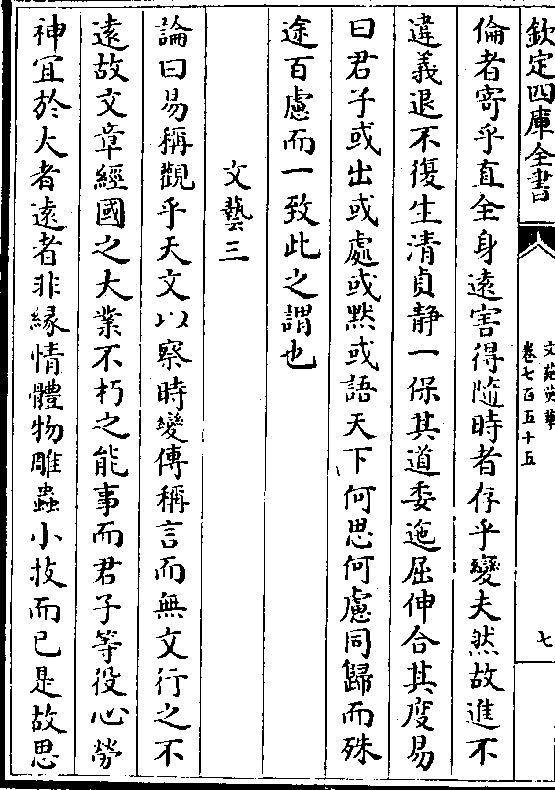 欽定四庫全書
文苑英華
卷七百五十五
七
倫者寄乎直全身遠害得隨時者存乎變夫然故進不
違義退不復生清貞静一保其道委迤屈伸合其度易
曰君子或出或處或黙或語天下何思何慮同歸而殊
途百慮而一致此之謂也
文藝三
論曰易稱觀乎天文以察時變傳稱言而無文行之不
遠故文章經國之大業不朽之能事而君子等役心勞
神宜於大者遠者非縁情體物雕蟲小技而已是故思